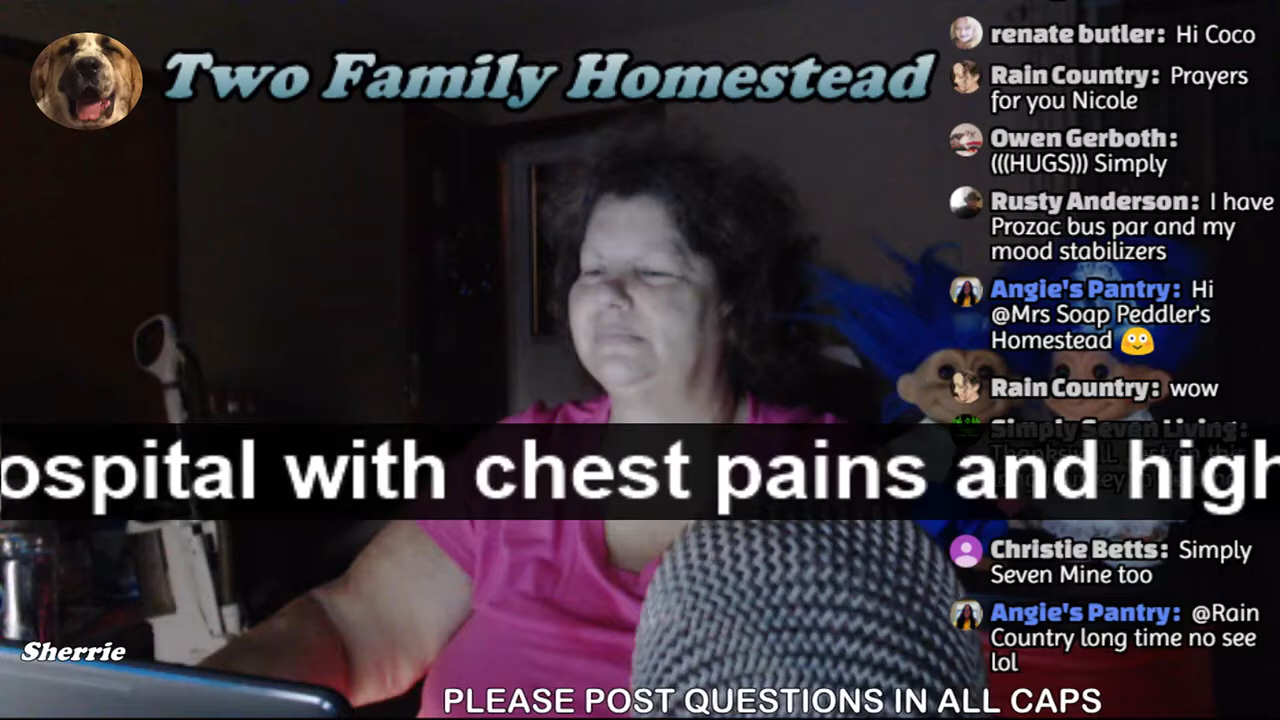 Two Family Homestead
renate butler: Hi Coco
Rain Country: Prayers
for you Nicole
Owen Gerboth:
(((HUGS))) Simply
Rusty Anderson: I have
Prozac bus par and my
mood stabilizers
Angie's Pantry: Hi
@Mrs Soap Peddler's
Homestead
Rain Country: wow
Simply Seven Living:
ospital with chest pains and high
Christie Betts: Simply
Seven Mine too
Angie's Pantry: @Rain
Country long time no see
lol
Sherrie
PLEASE POST QUESTIONS IN ALL CAPS